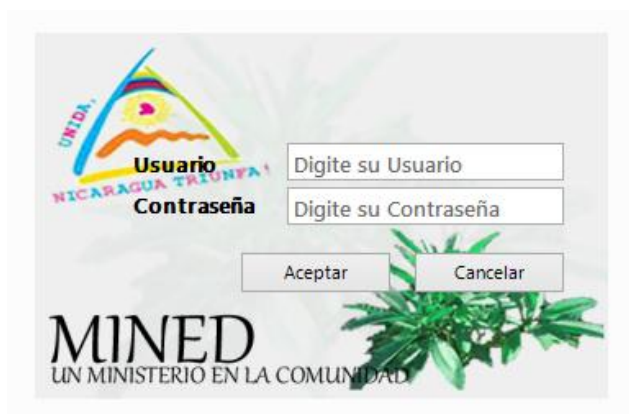 UNIDA,
NICARAGUA TRIUNFA!
Usuario Digite su Usuario
Contraseña Digite su Contraseña
Aceptar Cancelar
MINED
UN MINISTERIO EN LA COMUNIDAD